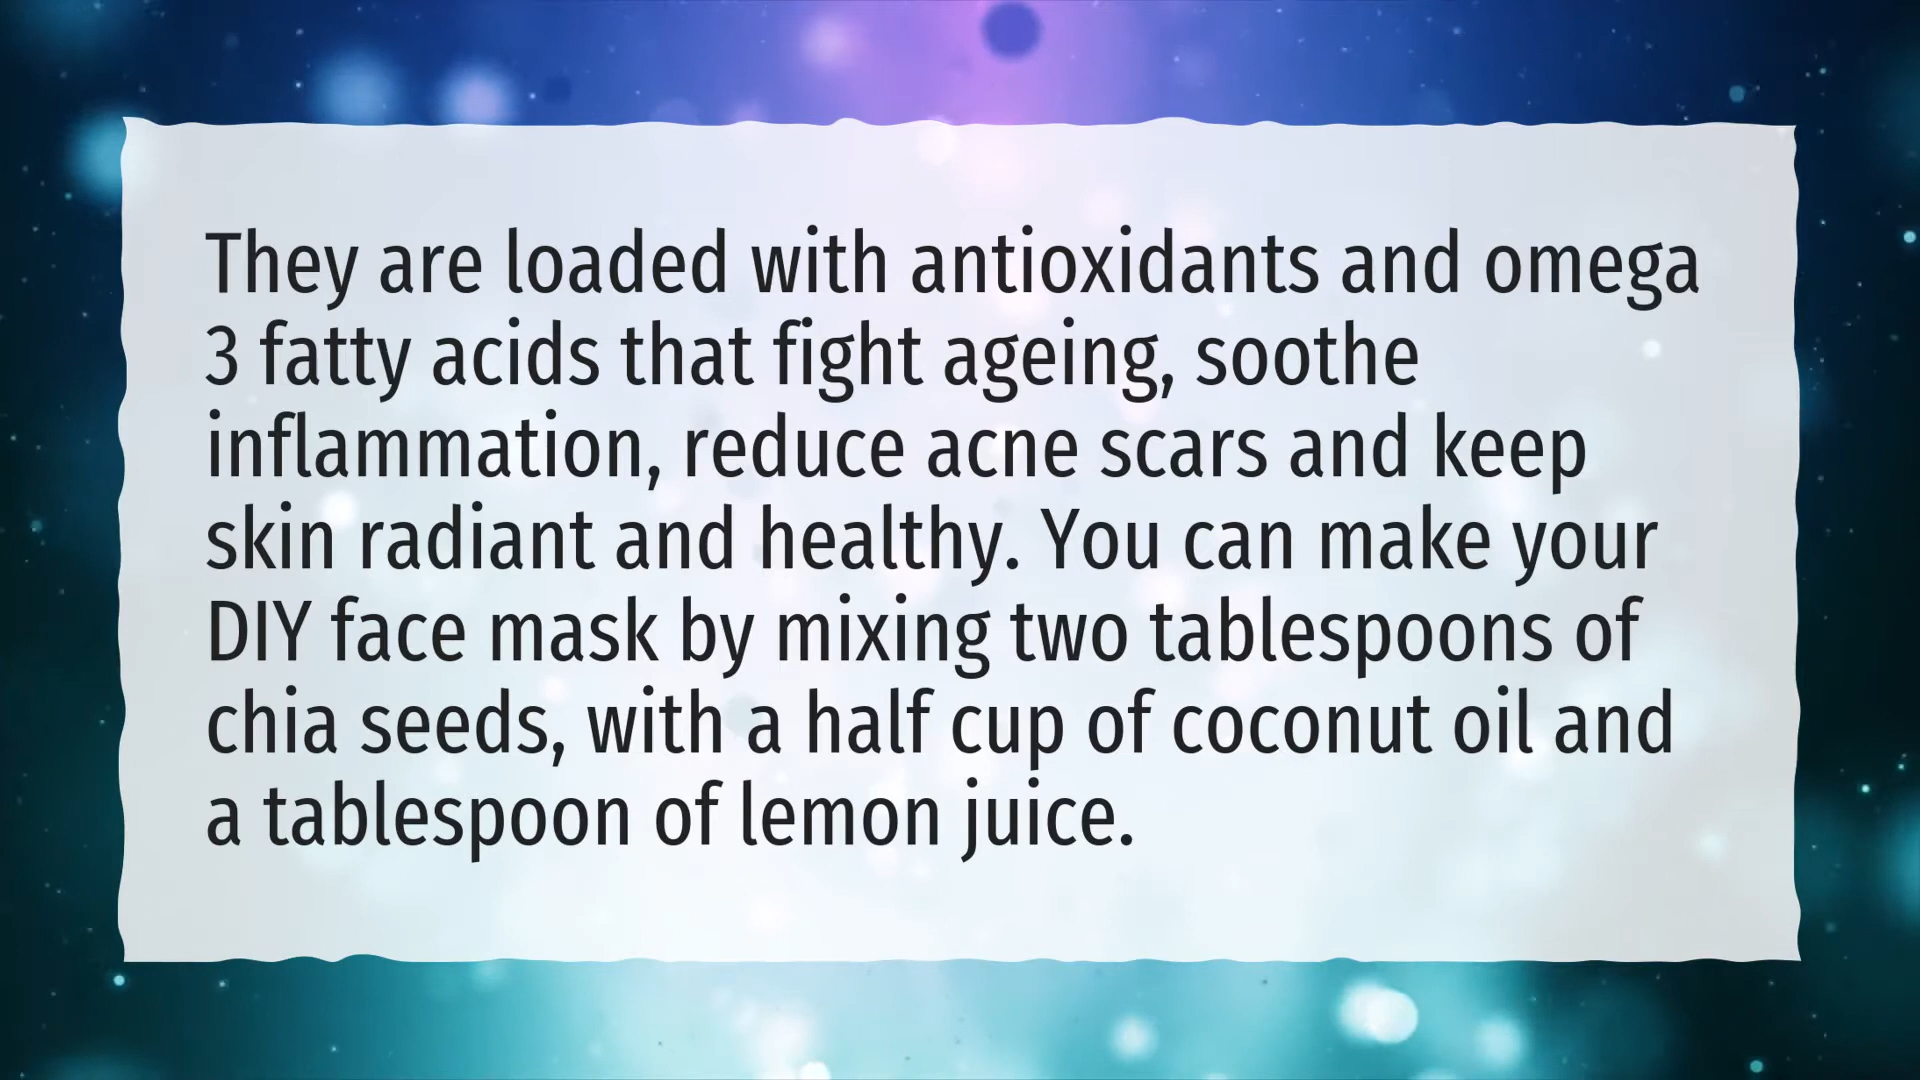 They are loaded with antioxidants and omega
3 fatty acids that fight ageing, soothe
inflammation, reduce acne scars and keep
skin radiant and healthy. You can make your
DIY face mask by mixing two tablespoons of
chia seeds, with a half cup of coconut oil and
a tablespoon of lemon juice.